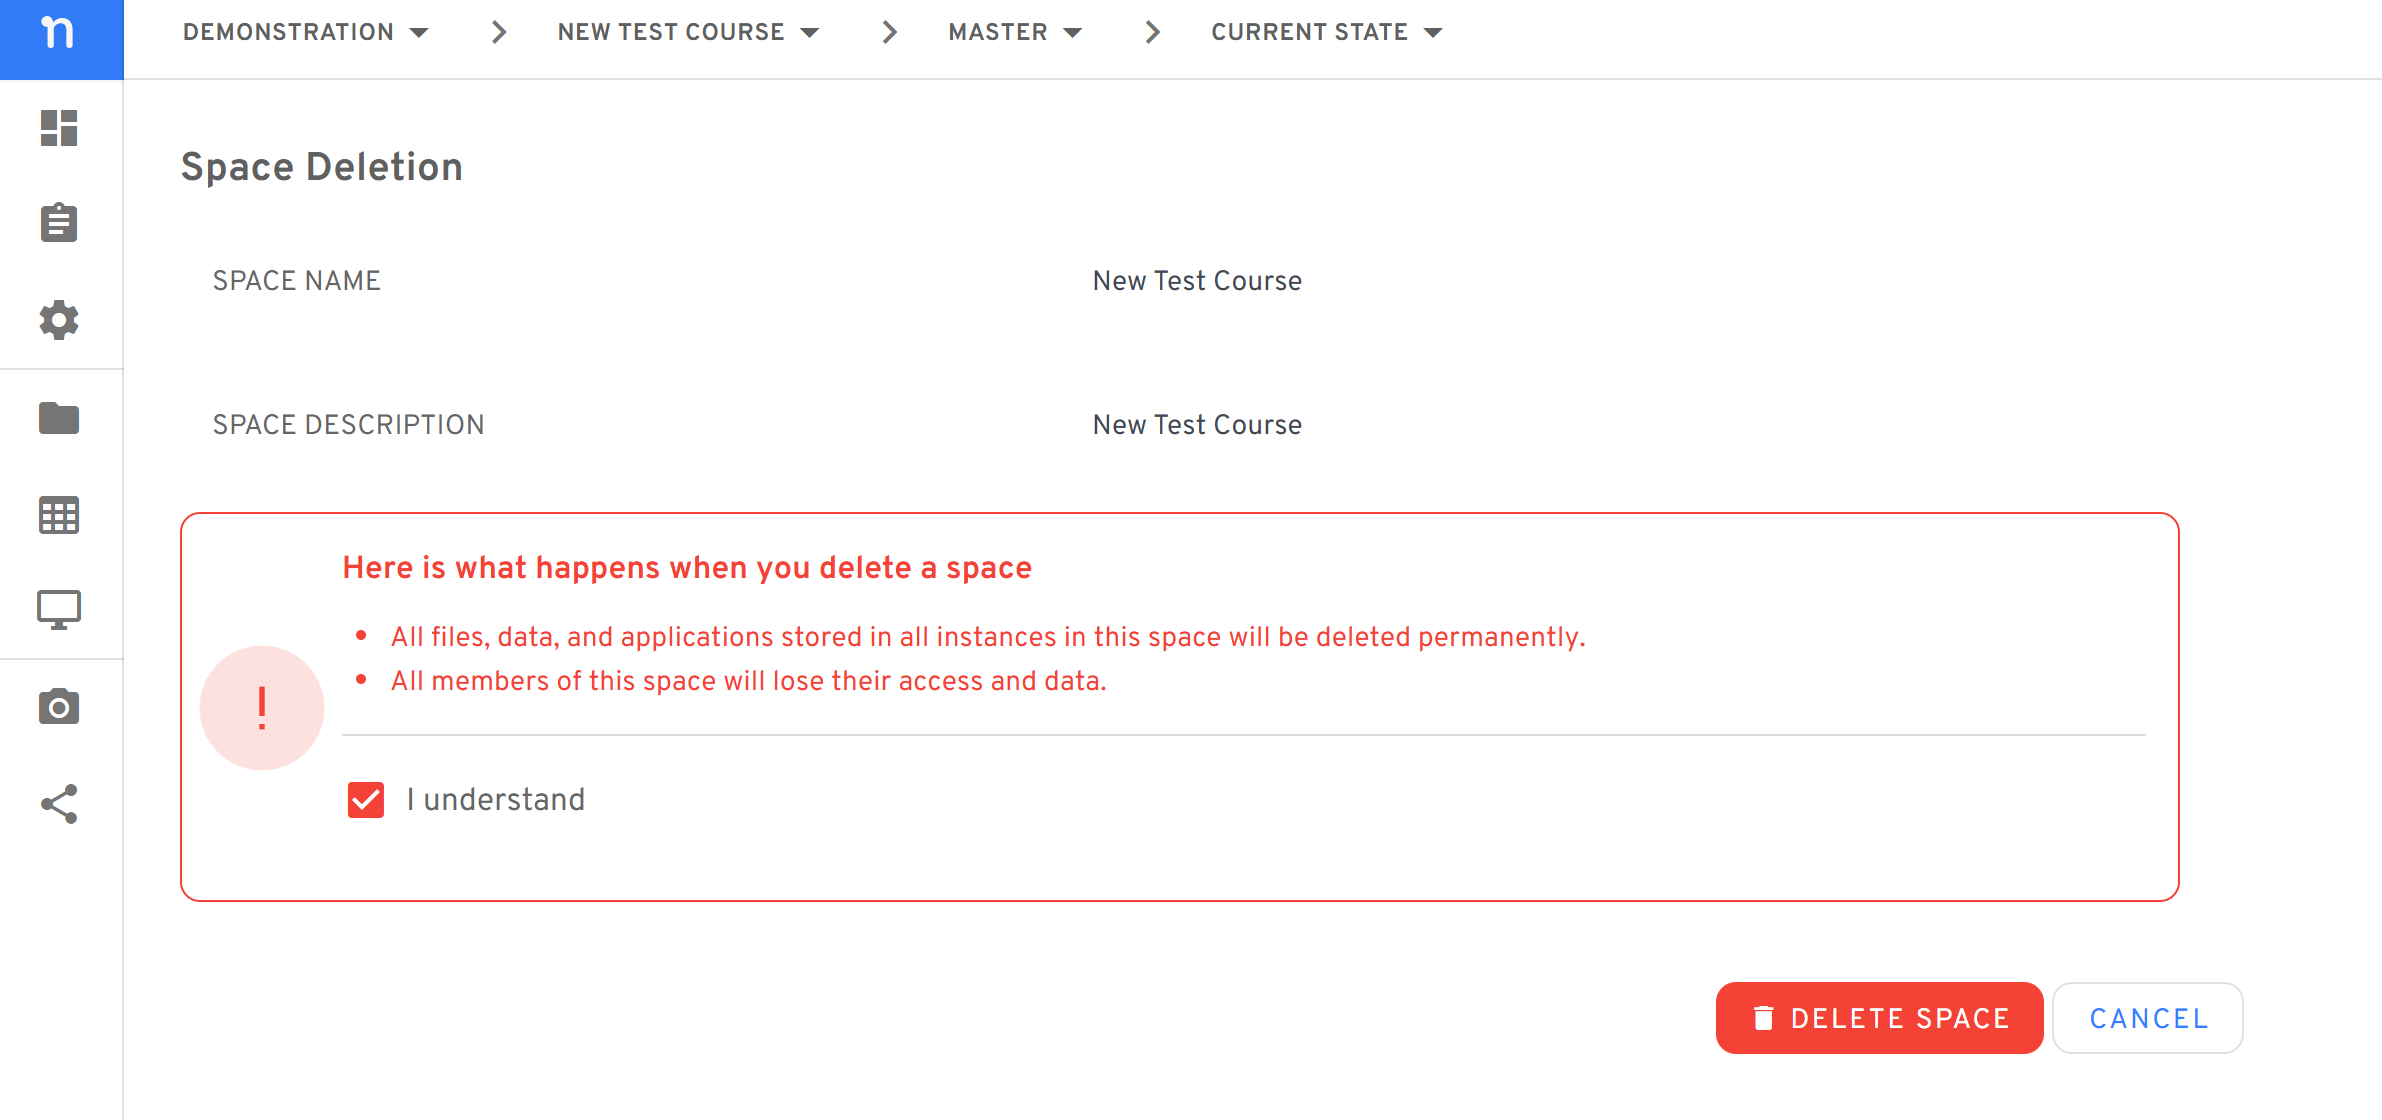 n
DEMONSTRATION
NEW TEST COURSE
MASTER
CURRENT STATE
Space Deletion
SPACE NAME
New Test Course
SPACE DESCRIPTION
New Test Course
Here is what happens when you delete a space
• All files, data, and applications stored in all instances in this space will be deleted permanently.
• All members of this space will lose their access and data.
!
I understand
DELETE SPACE
CANCEL